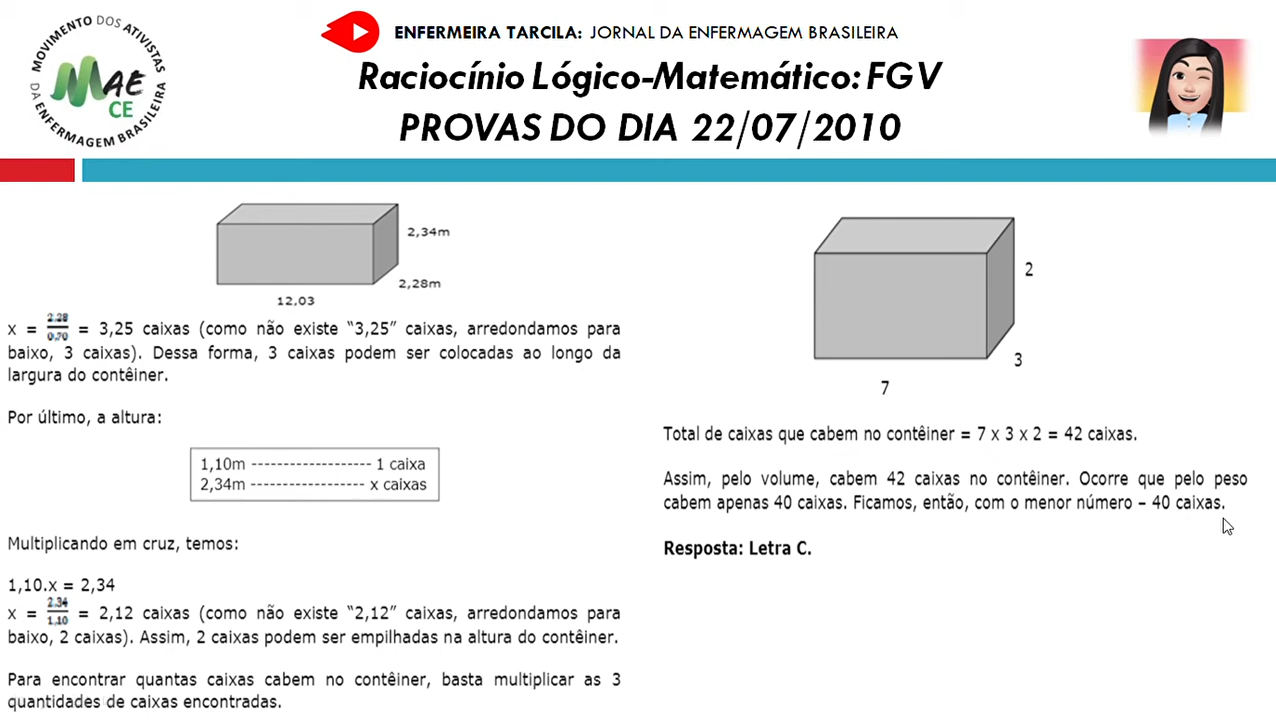 MOVIMENTO DOS ATIVISTAS
DA ENFERMAGEM BRASILEIRA
MAE
CE
ENFERMEIRA TARCILA: JORNAL DA ENFERMAGEM BRASILEIRA
Raciocínio Lógico-Matemático: FGV
PROVAS DO DIA 22/07/2010
2,34m
2,28m
12,03
x = 2,28/0,70 = 3,25 caixas (como não existe “3,25” caixas, arredondamos para
baixo, 3 caixas). Dessa forma, 3 caixas podem ser colocadas ao longo da
largura do contêiner.
Por último, a altura:
1,10m -------------------- 1 caixa
2,34m ------------------- x caixas
Multiplicando em cruz, temos:
1,10.x = 2,34
x = 2,34/1,10 = 2,12 caixas (como não existe “2,12” caixas, arredondamos para
baixo, 2 caixas). Assim, 2 caixas podem ser empilhadas na altura do contêiner.
Para encontrar quantas caixas cabem no contêiner, basta multiplicar as 3
quantidades de caixas encontradas.
2
3
7
Total de caixas que cabem no contêiner = 7 x 3 x 2 = 42 caixas.
Assim, pelo volume, cabem 42 caixas no contêiner. Ocorre que pelo peso
cabem apenas 40 caixas. Ficamos, então, com o menor número – 40 caixas.
Resposta: Letra C.